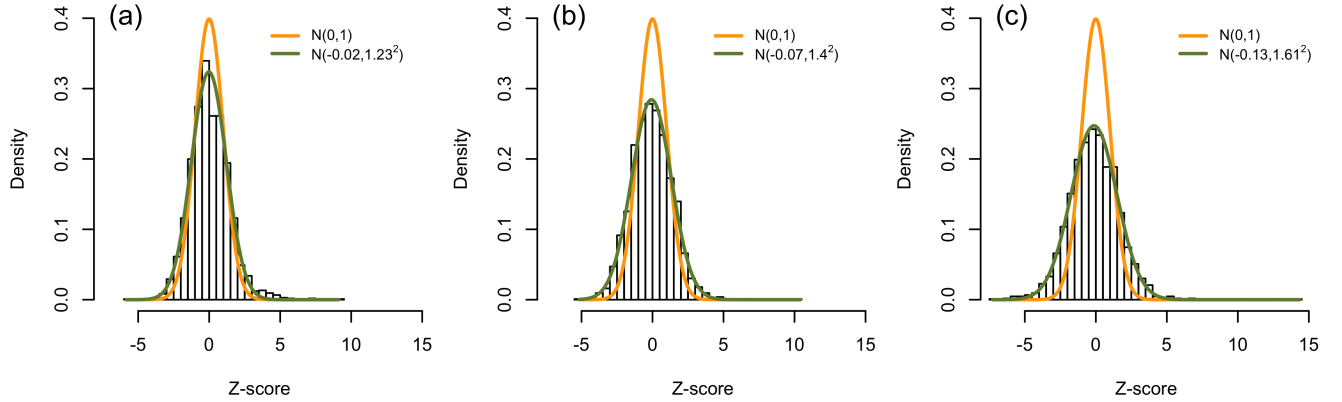 (a)
N(0,1)
N(-0.02,1.23²)
Density
0.0 0.1 0.2 0.3 0.4
-5 0 5 10 15
Z-score
(b)
N(0,1)
N(-0.07,1.4²)
Density
0.0 0.1 0.2 0.3 0.4
-5 0 5 10 15
Z-score
(c)
N(0,1)
N(-0.13,1.61²)
Density
0.0 0.1 0.2 0.3 0.4
-5 0 5 10 15
Z-score